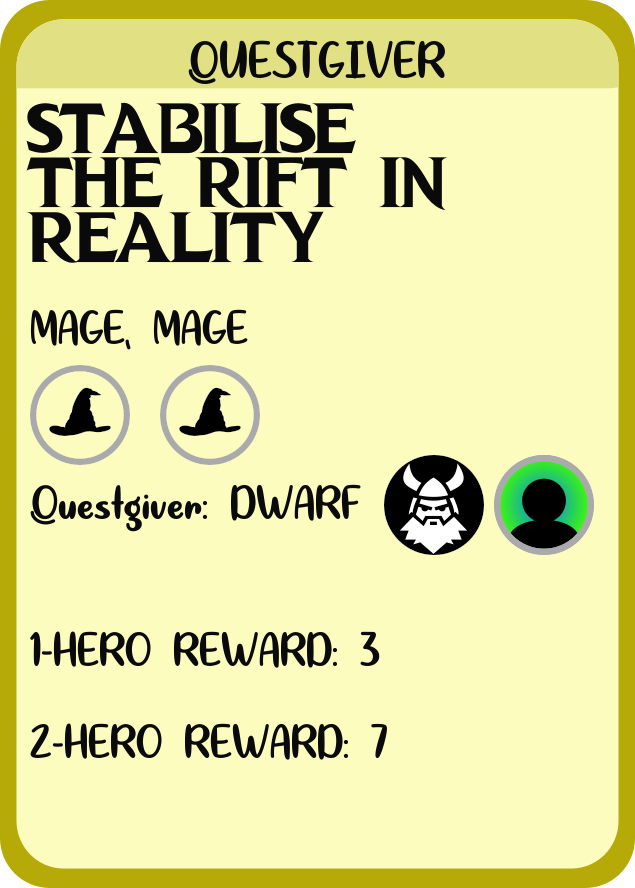 QUESTGIVER
STABILISE
THE RIFT IN
REALITY
MAGE, MAGE
Questgiver: DWARF
1-HERO REWARD: 3
2-HERO REWARD: 7